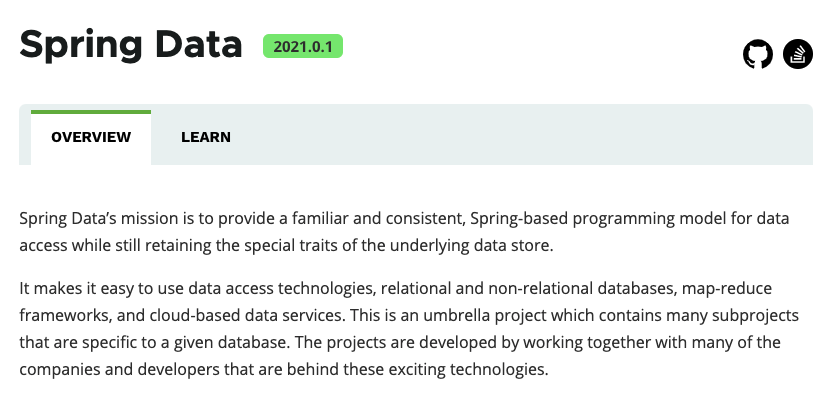 Spring Data 2021.0.1
OVERVIEW LEARN
Spring Data’s mission is to provide a familiar and consistent, Spring-based programming model for data
access while still retaining the special traits of the underlying data store.
It makes it easy to use data access technologies, relational and non-relational databases, map-reduce
frameworks, and cloud-based data services. This is an umbrella project which contains many subprojects
that are specific to a given database. The projects are developed by working together with many of the
companies and developers that are behind these exciting technologies.